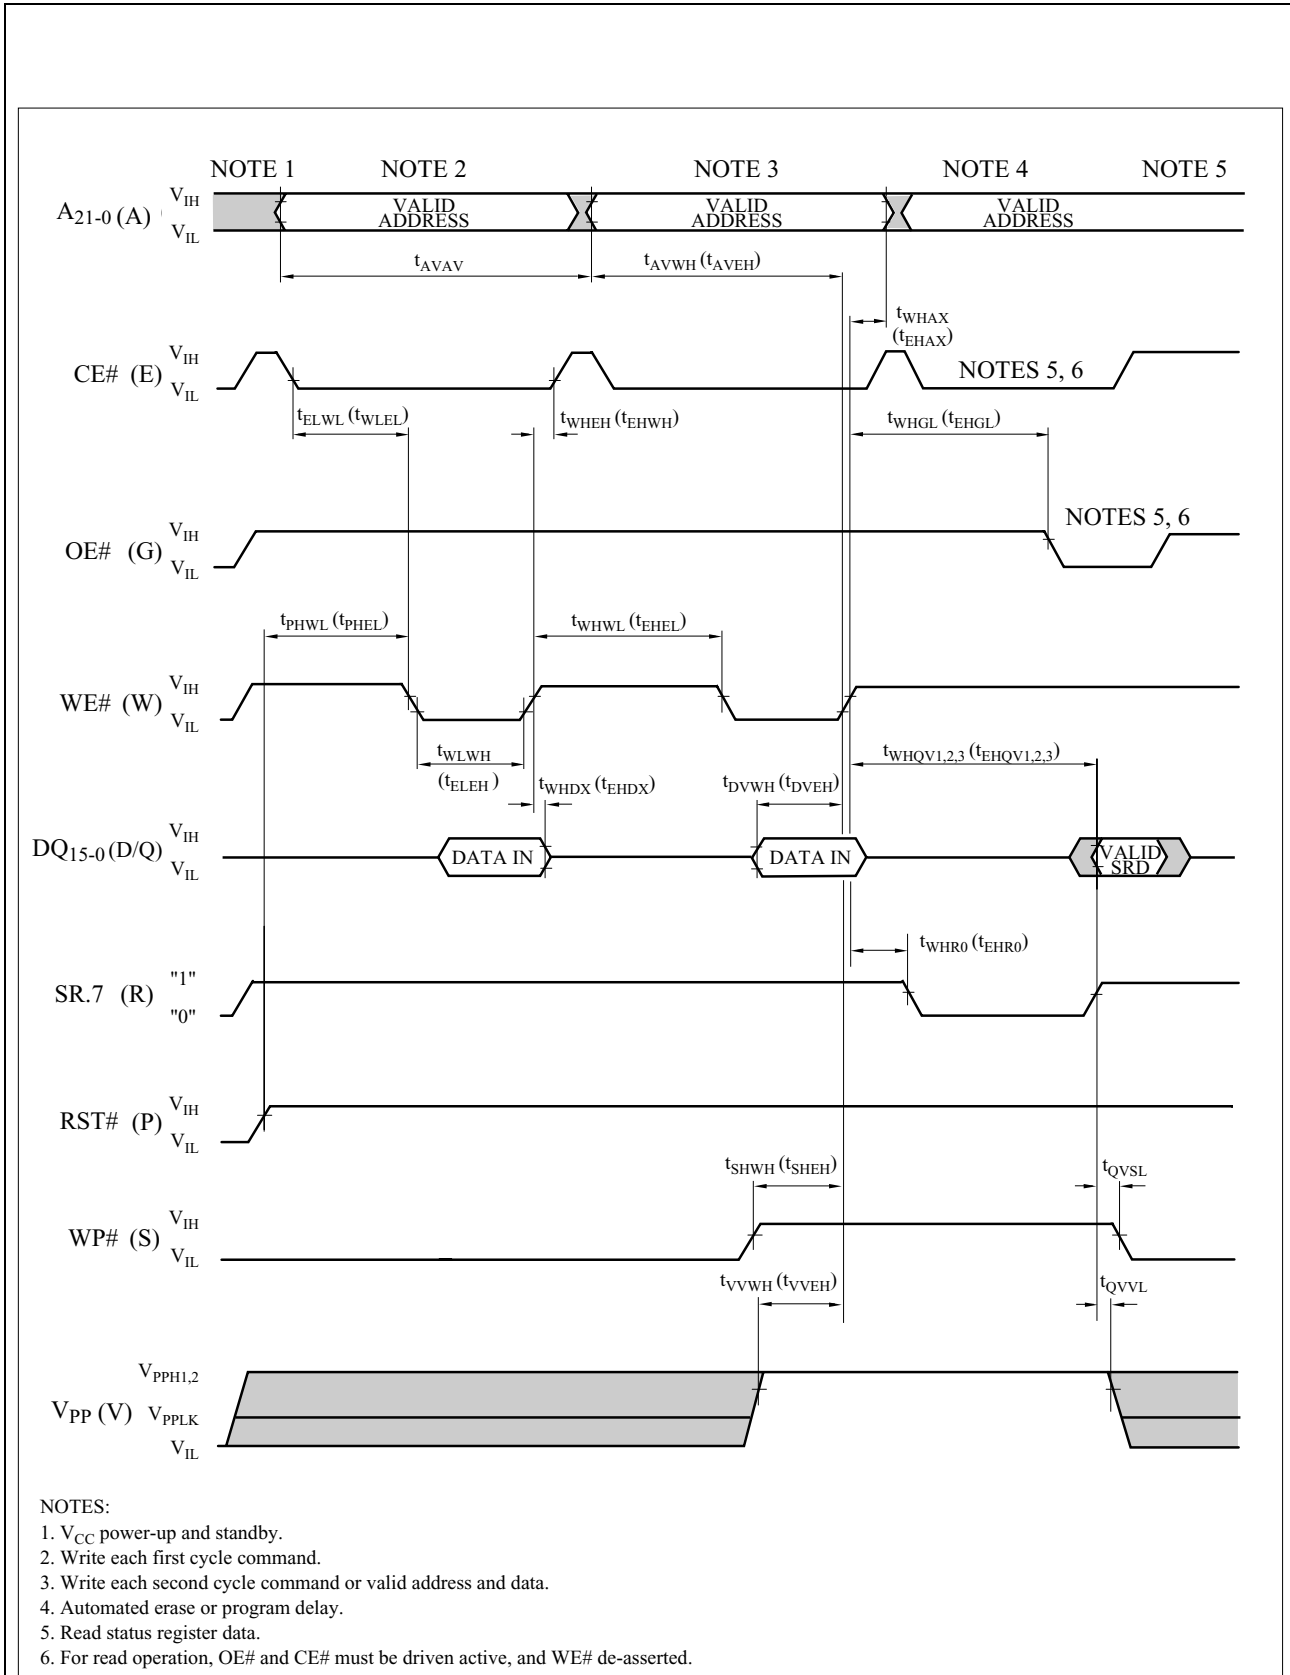 NOTE 1 NOTE 2 NOTE 3 NOTE 4 NOTE 5
A21-0 (A) VIH VIL VALID ADDRESS VALID ADDRESS VALID ADDRESS
tAVAV tAVWH (tAVEH)
tWHAX
(tEHAX)
CE# (E) VIH VIL NOTES 5, 6
tELWL (tWLEL) tWHEH (tEHWH) tWHGL (tEHGL)
OE# (G) VIH VIL NOTES 5, 6
tPHWL (tPHEL) tWHWL (tEHEL)
WE# (W) VIH VIL
tWLWH
(tELEH) tWHDX (tEHDX) tDVWH (tDVEH) tWHQV1,2,3 (tEHQV1,2,3)
DQ15-0 (D/Q) VIH VIL DATA IN DATA IN VALID SRD
tWHR0 (tEHR0)
SR.7 (R) "1" "0"
RST# (P) VIH VIL
tSHWH (tSHEH) tQVSL
WP# (S) VIH VIL
tVVWH (tVVEH) tQVVL
VPP (V) VPPH1,2 VPPLK VIL
NOTES:
1. VCC power-up and standby.
2. Write each first cycle command.
3. Write each second cycle command or valid address and data.
4. Automated erase or program delay.
5. Read status register data.
6. For read operation, OE# and CE# must be driven active, and WE# de-asserted.